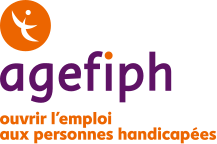 agefiph
ouvrir l'emploi
aux personnes handicapées